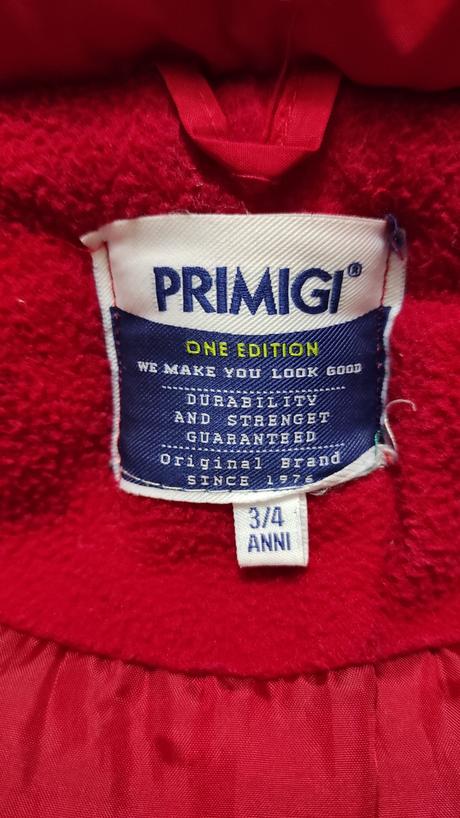 PRIMIGI®
ONE EDITION
WE MAKE YOU LOOK GOOD
DURABILITY
AND STRENGET
GUARANTEED
Original Brand
SINCE 1976
3/4
ANNI